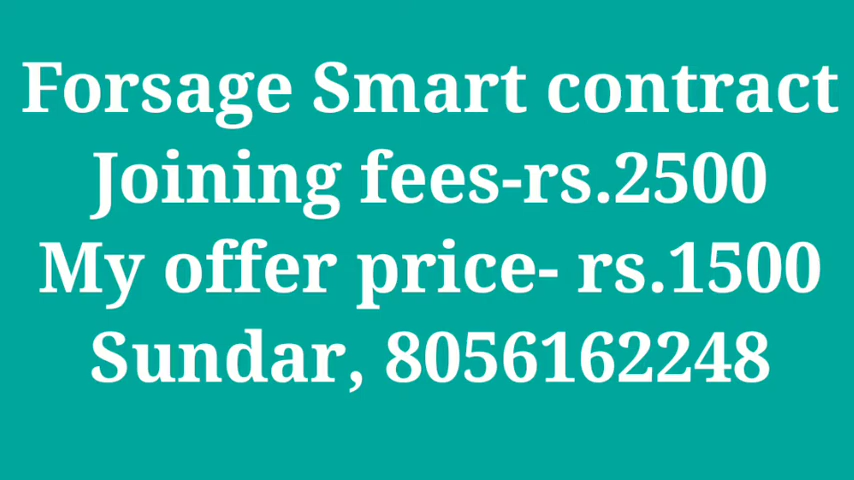 Forsage Smart contract
Joining fees-rs.2500
My offer price- rs.1500
Sundar, 8056162248